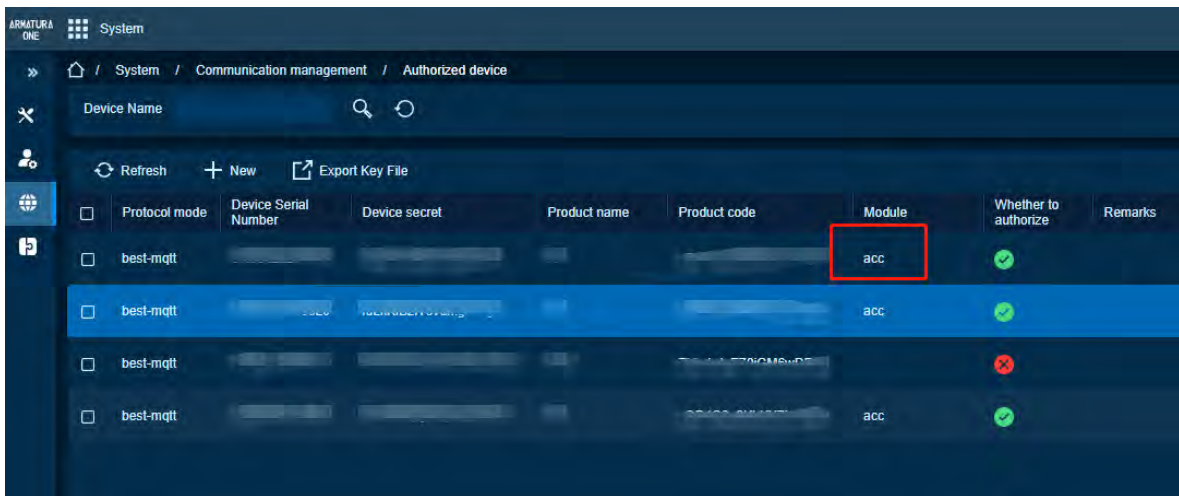 ARMATURA ONE System
/ System / Communication management / Authorized device
Device Name
Refresh New Export Key File
Protocol mode Device Serial Number Device secret Product name Product code Module Whether to authorize Remarks
best-mqtt acc
best-mqtt acc
best-mqtt
best-mqtt acc